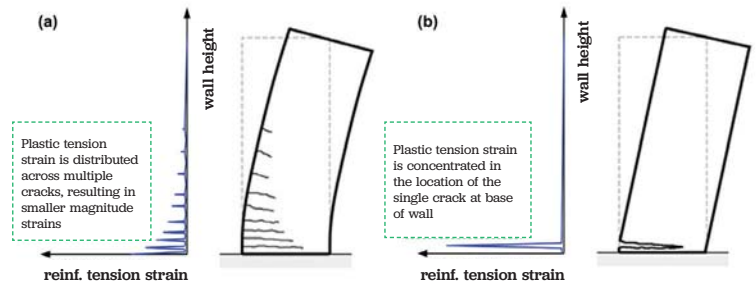 (a)
wall height
Plastic tension
strain is distributed
across multiple
cracks, resulting in
smaller magnitude
strains
reinf. tension strain
(b)
wall height
Plastic tension strain
is concentrated in
the location of the
single crack at base
of wall
reinf. tension strain